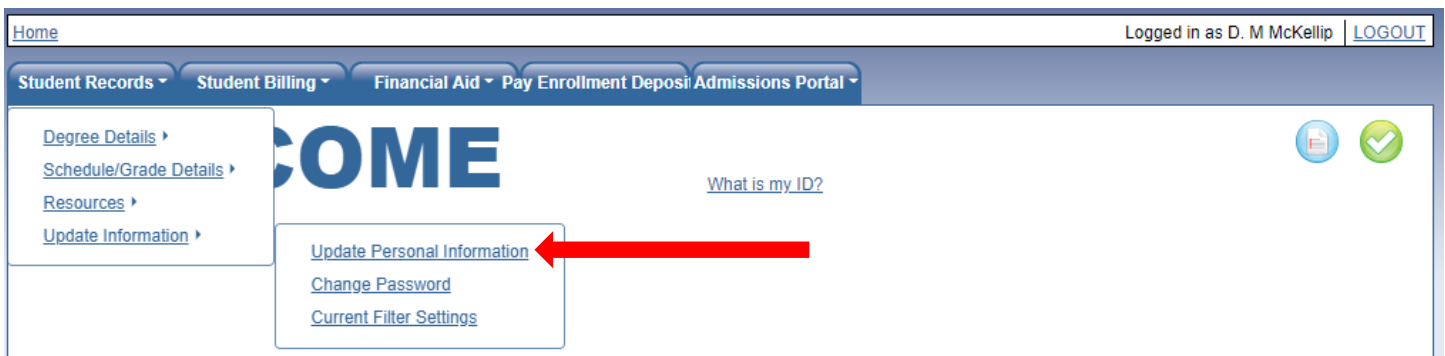 Home Logged in as D. M McKellip LOGOUT
Student Records Student Billing Financial Aid Pay Enrollment Deposit Admissions Portal
Degree Details
Schedule/Grade Details
Resources
Update Information
COME
What is my ID?
Update Personal Information
Change Password
Current Filter Settings